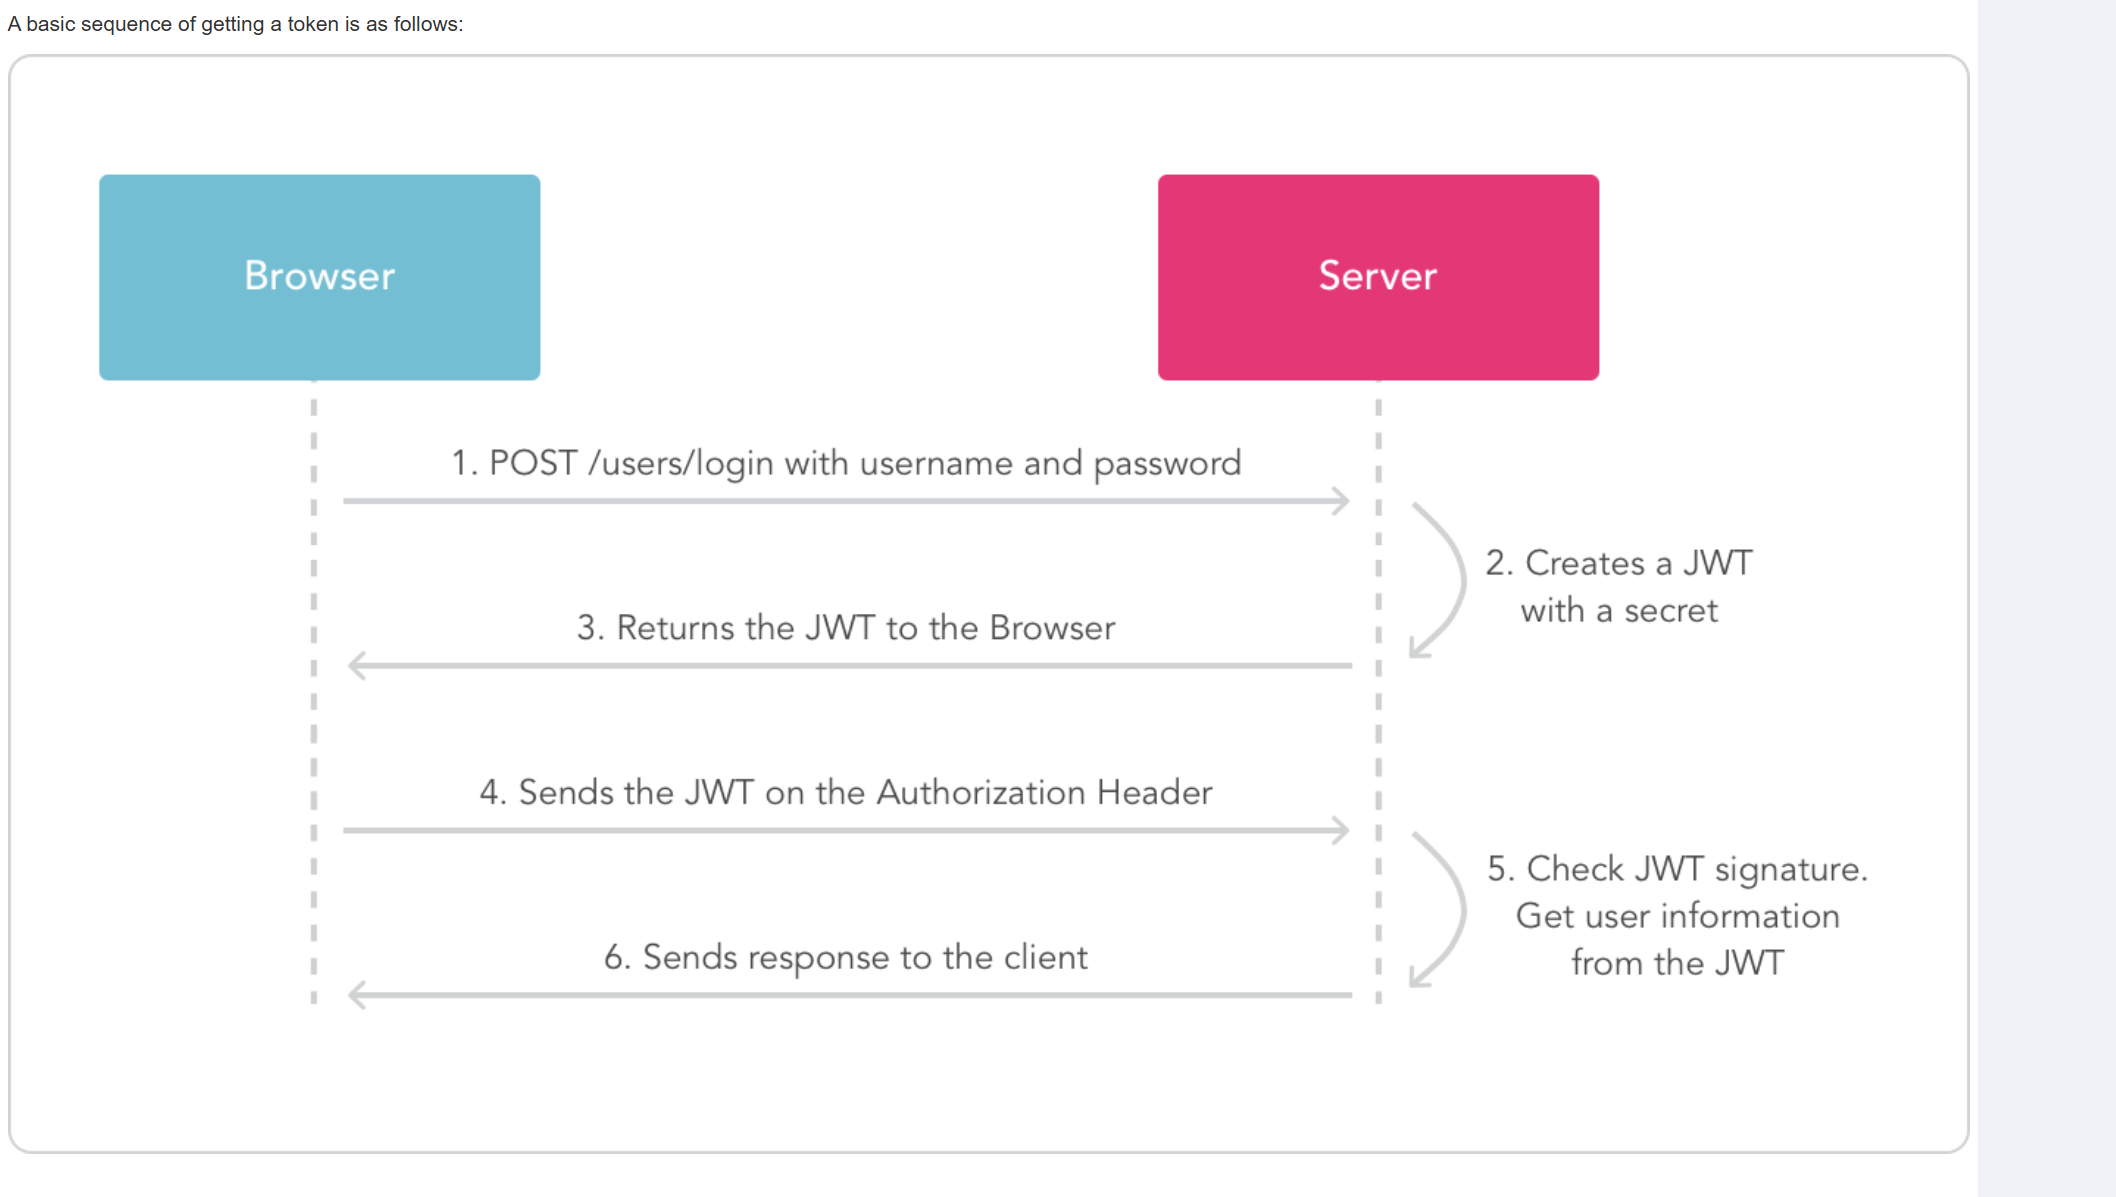 A basic sequence of getting a token is as follows:
Browser
Server
1. POST /users/login with username and password
2. Creates a JWT
with a secret
3. Returns the JWT to the Browser
4. Sends the JWT on the Authorization Header
5. Check JWT signature.
Get user information
from the JWT
6. Sends response to the client